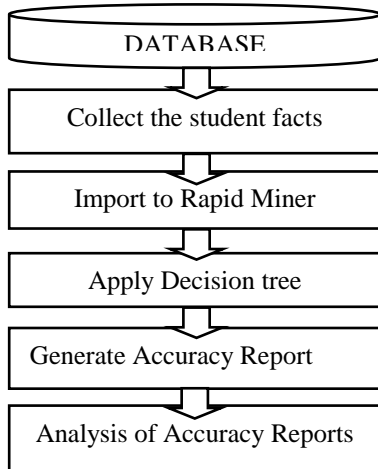 DATABASE
Collect the student facts
Import to Rapid Miner
Apply Decision tree
Generate Accuracy Report
Analysis of Accuracy Reports